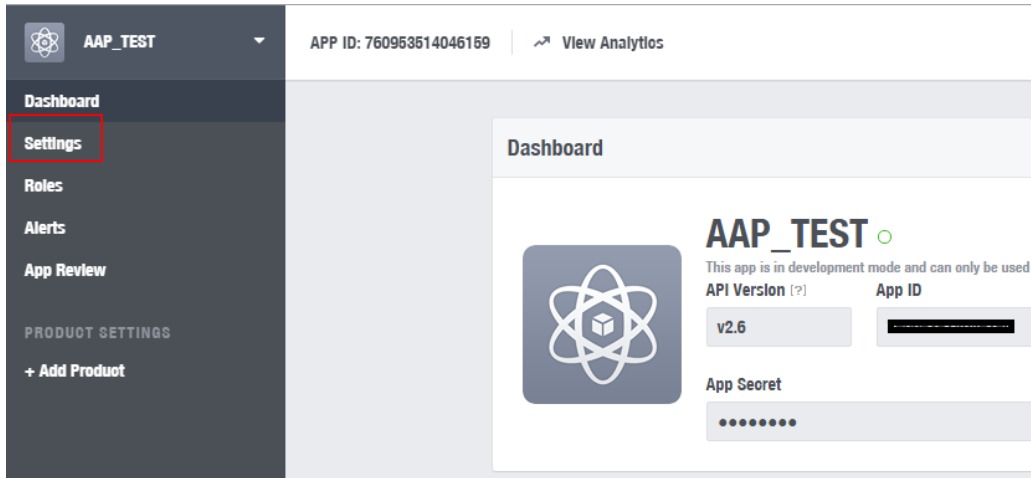 AAP_TEST
APP ID: 760953514046159
View Analytics
Dashboard
Settings
Roles
Alerts
App Review
PRODUCT SETTINGS
+ Add Product
Dashboard
AAP_TEST
This app is in development mode and can only be used
API Version [?]
App ID
v2.6
App Secret